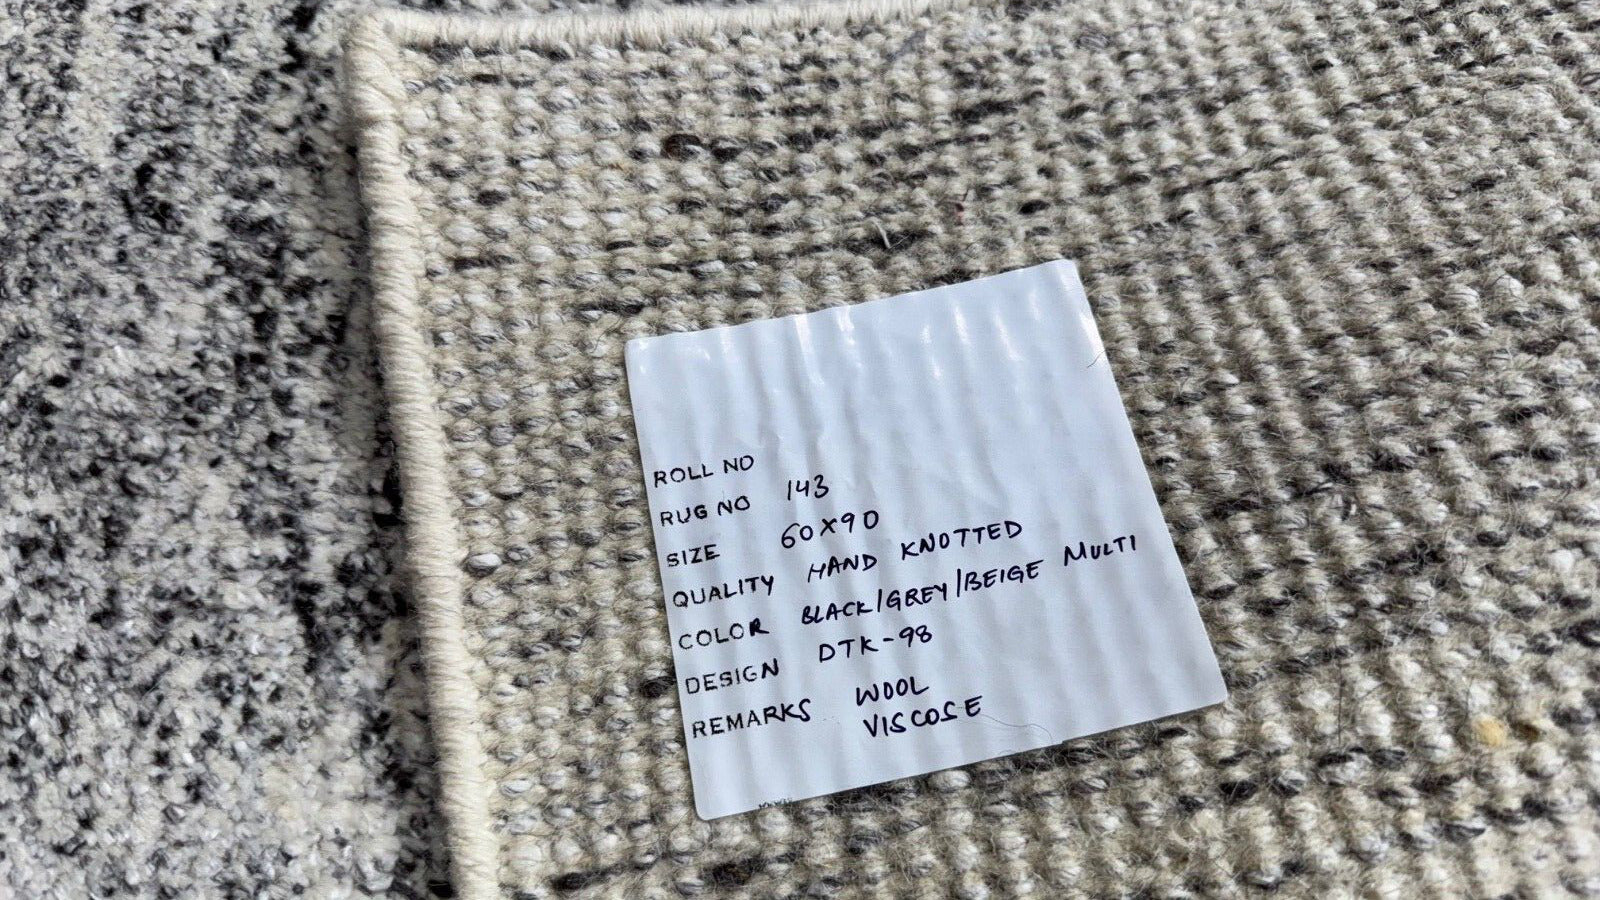 ROLL NO
RUG NO 143
SIZE 60X90
QUALITY HAND KNOTTED
COLOR BLACK/GREY/BEIGE MULTI
DESIGN DTK-98
REMARKS WOOL
VISCOSE